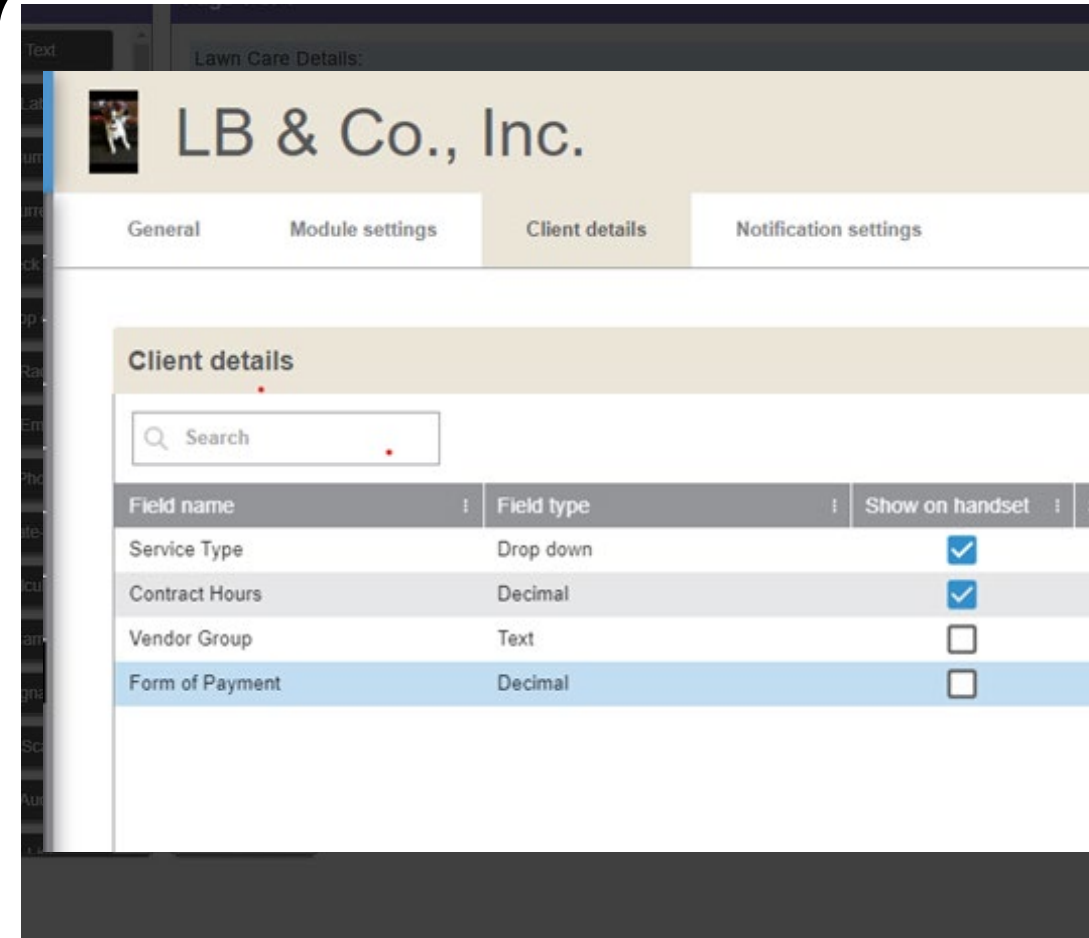 Text
Lawn Care Details:
LB & Co., Inc.
General Module settings Client details Notification settings
Client details
Search
Field name Field type Show on handset
Service Type Drop down
Contract Hours Decimal
Vendor Group Text
Form of Payment Decimal